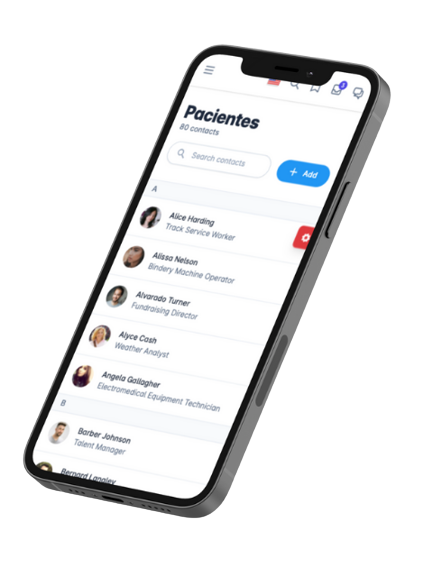 Pacientes
80 contacts
Search contacts
+ Add
A
Alice Harding
Track Service Worker
Alissa Nelson
Bindery Machine Operator
Alvarado Turner
Fundraising Director
Alyce Cash
Weather Analyst
Angela Gallagher
Electromedical Equipment Technician
B
Barber Johnson
Talent Manager
Bernard Langley